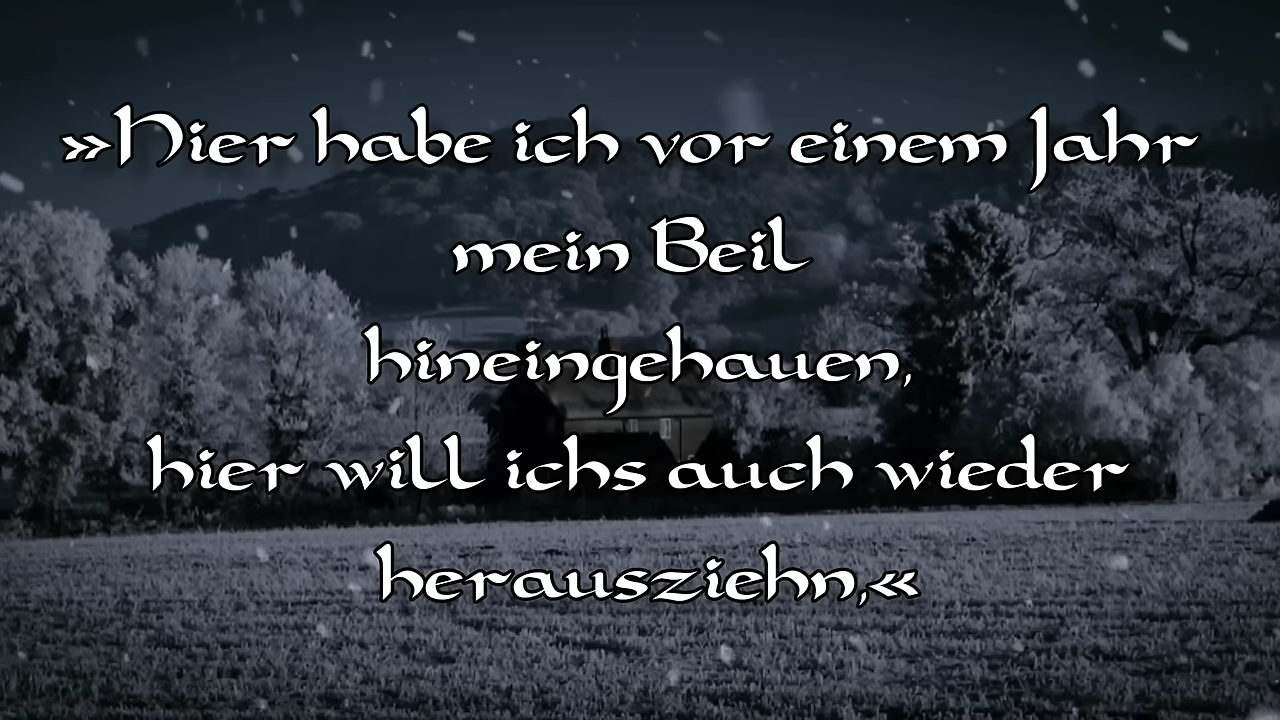 »Hier habe ich vor einem Jahr
mein Beil
hineingehauen,
hier will ichs auch wieder
herausziehn,«